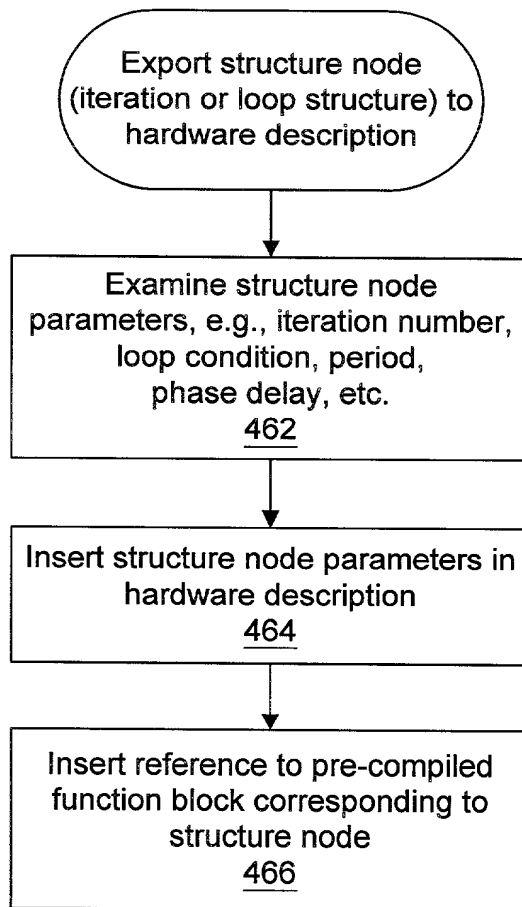 Export structure node
(iteration or loop structure) to
hardware description
Examine structure node
parameters, e.g., iteration number,
loop condition, period,
phase delay, etc.
462
Insert structure node parameters in
hardware description
464
Insert reference to pre-compiled
function block corresponding to
structure node
466